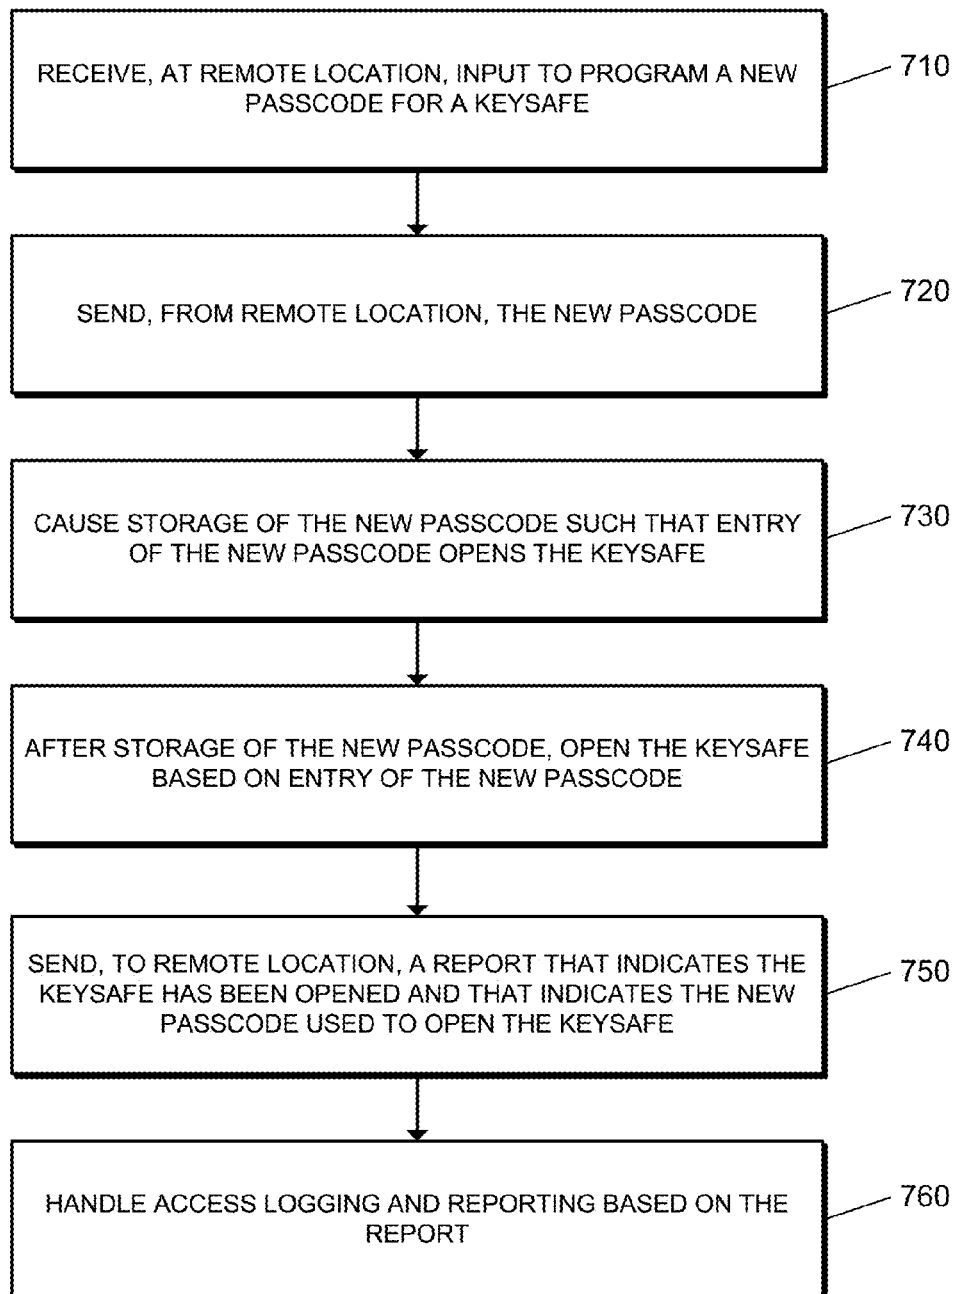 RECEIVE, AT REMOTE LOCATION, INPUT TO PROGRAM A NEW
PASSCODE FOR A KEYSAFE
710
SEND, FROM REMOTE LOCATION, THE NEW PASSCODE
720
CAUSE STORAGE OF THE NEW PASSCODE SUCH THAT ENTRY
OF THE NEW PASSCODE OPENS THE KEYSAFE
730
AFTER STORAGE OF THE NEW PASSCODE, OPEN THE KEYSAFE
BASED ON ENTRY OF THE NEW PASSCODE
740
SEND, TO REMOTE LOCATION, A REPORT THAT INDICATES THE
KEYSAFE HAS BEEN OPENED AND THAT INDICATES THE NEW
PASSCODE USED TO OPEN THE KEYSAFE
750
HANDLE ACCESS LOGGING AND REPORTING BASED ON THE
REPORT
760